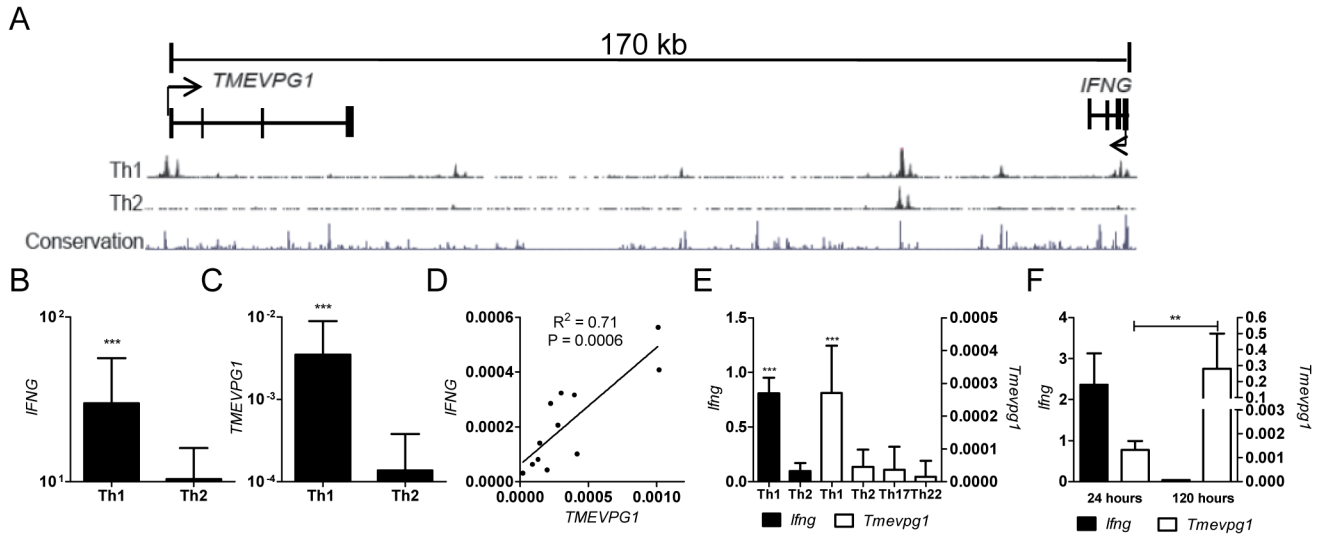 A
170 kb
TMEVPG1
IFNG
Th1
Th2
Conservation
B
IFNG
10²
10¹
***
Th1
Th2
C
TMEVPG1
10⁻²
10⁻³
10⁻⁴
***
Th1
Th2
D
IFNG
0.0006
0.0004
0.0002
0.0000
R² = 0.71
P = 0.0006
0.0000
0.0005
0.0010
TMEVPG1
E
Ifng
1.5
1.0
0.5
0.0
***
***
0.0005
0.0004
0.0003
0.0002
0.0001
0.0000
Tmevpg1
Th1
Th2
Th1
Th2
Th17
Th22
Ifng
Tmevpg1
F
Ifng
4
3
2
1
0
**
0.6
0.5
0.4
0.3
0.2
0.1
0.003
0.002
0.001
0.000
Tmevpg1
24 hours
120 hours
Ifng
Tmevpg1